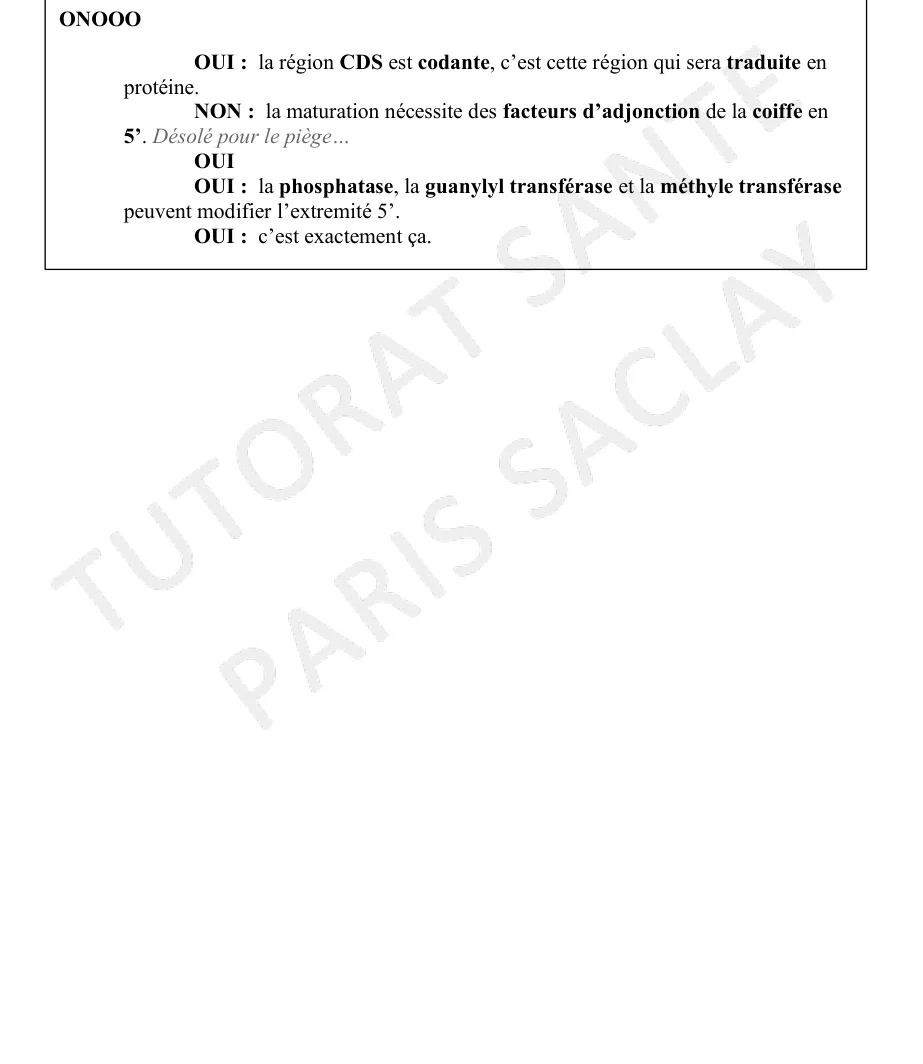 ONOOO
OUI : la région CDS est codante, c’est cette région qui sera traduite en
protéine.
NON : la maturation nécessite des facteurs d’adjonction de la coiffe en
5’. Désolé pour le piège…
OUI
OUI : la phosphatase, la guanylyl transférase et la méthyle transférase
peuvent modifier l’extremité 5’.
OUI : c’est exactement ça.
TUTORAT SANTE
PARIS SACLAY